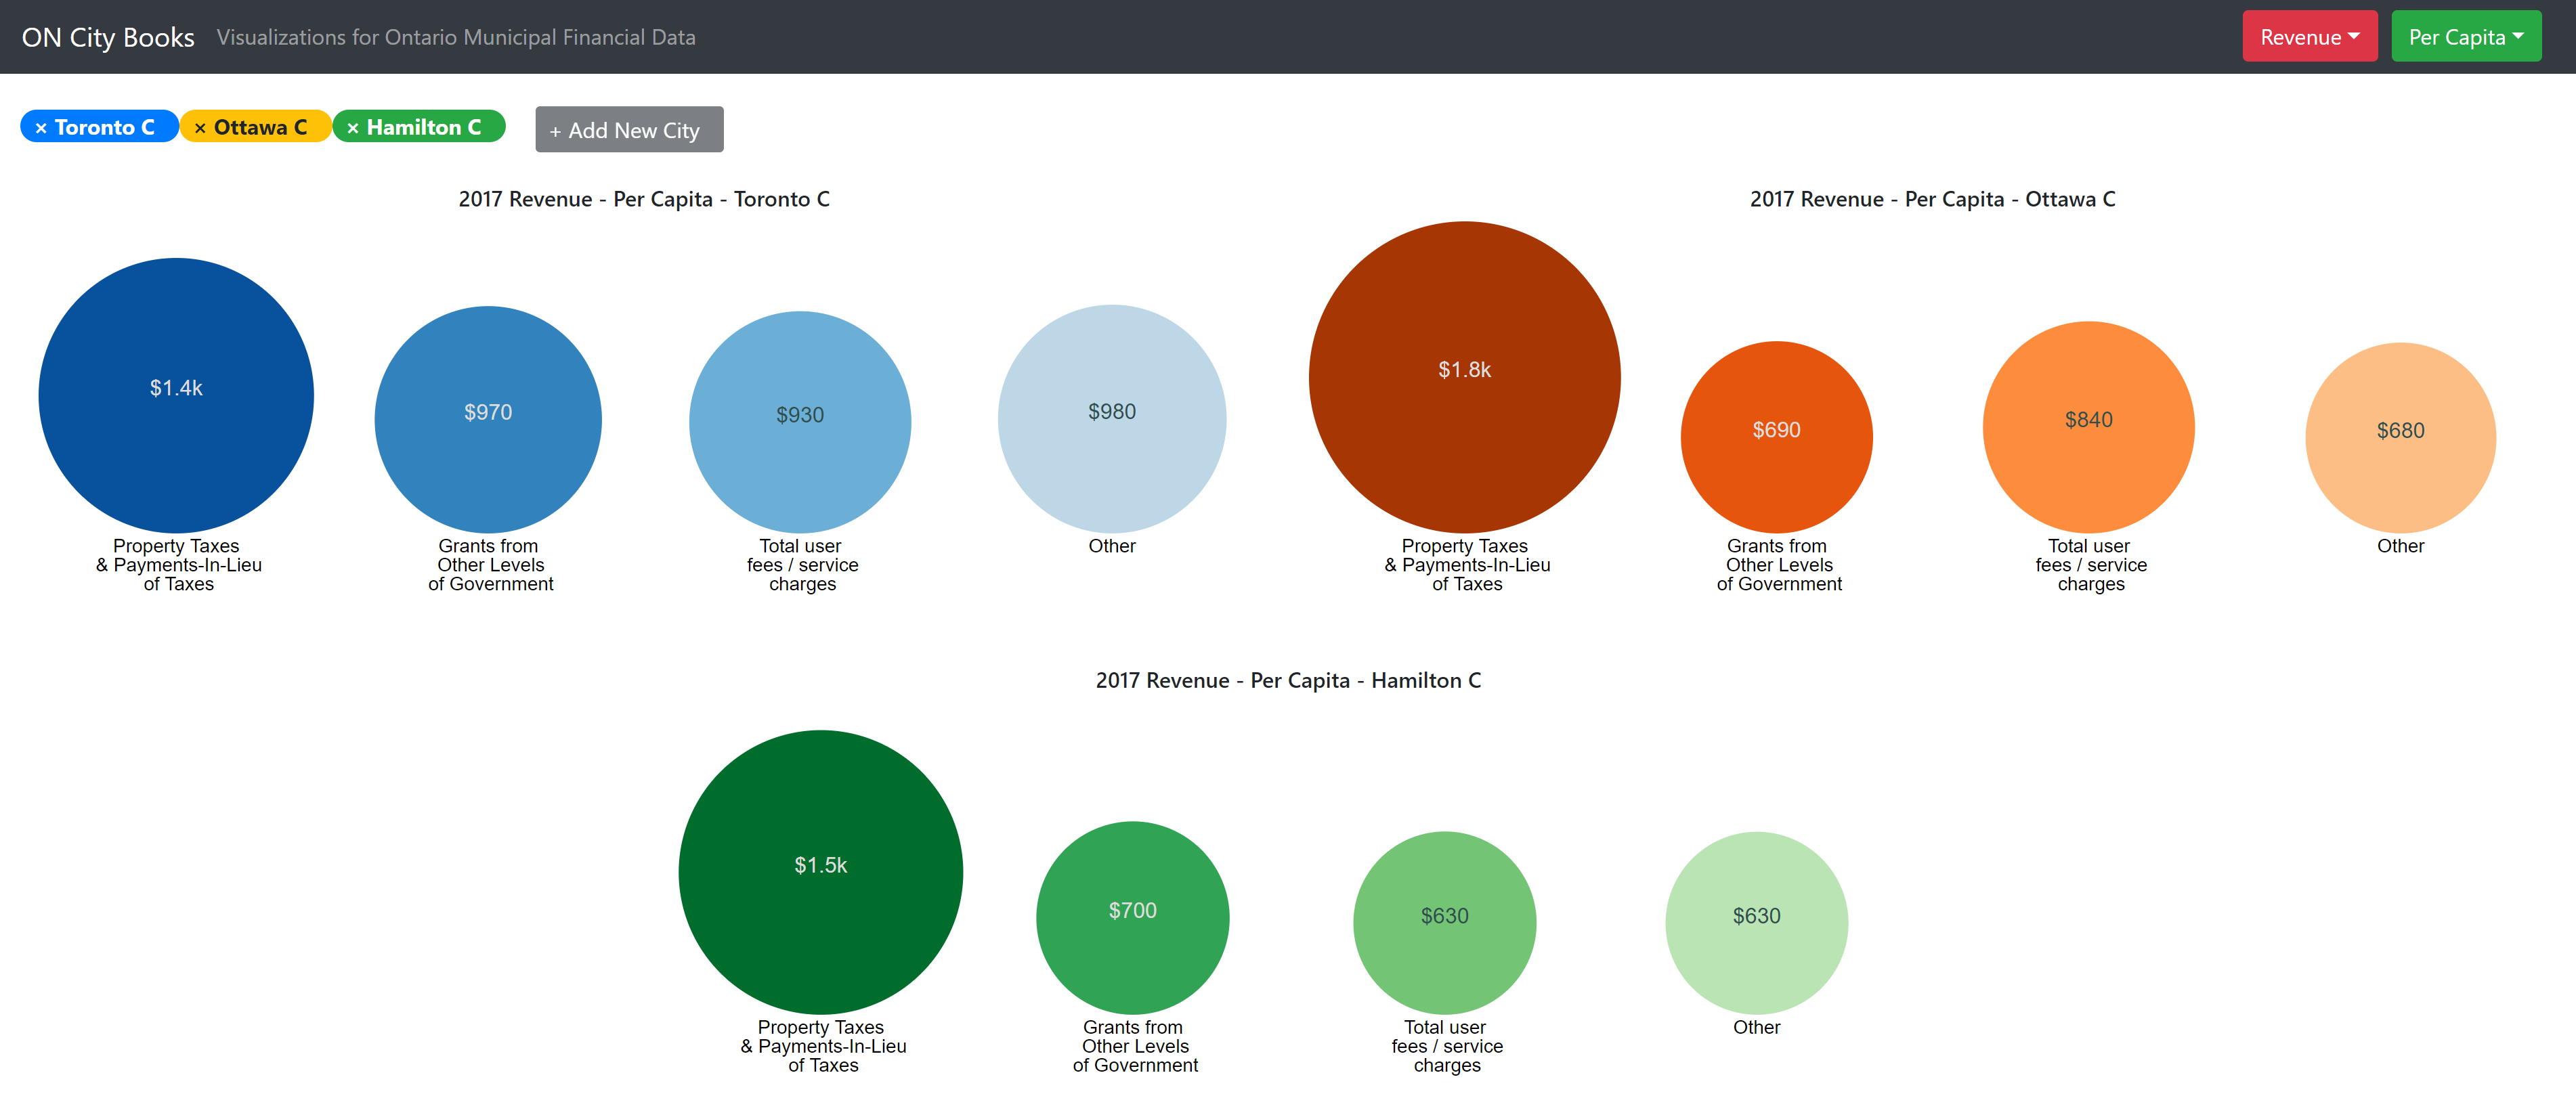 ON City Books Visualizations for Ontario Municipal Financial Data Revenue Per Capita
× Toronto C × Ottawa C × Hamilton C + Add New City
2017 Revenue - Per Capita - Toronto C
$1.4k
$970
$930
$980
Property Taxes
& Payments-In-Lieu
of Taxes
Grants from
Other Levels
of Government
Total user
fees / service
charges
Other
2017 Revenue - Per Capita - Ottawa C
$1.8k
$690
$840
$680
Property Taxes
& Payments-In-Lieu
of Taxes
Grants from
Other Levels
of Government
Total user
fees / service
charges
Other
2017 Revenue - Per Capita - Hamilton C
$1.5k
$700
$630
$630
Property Taxes
& Payments-In-Lieu
of Taxes
Grants from
Other Levels
of Government
Total user
fees / service
charges
Other